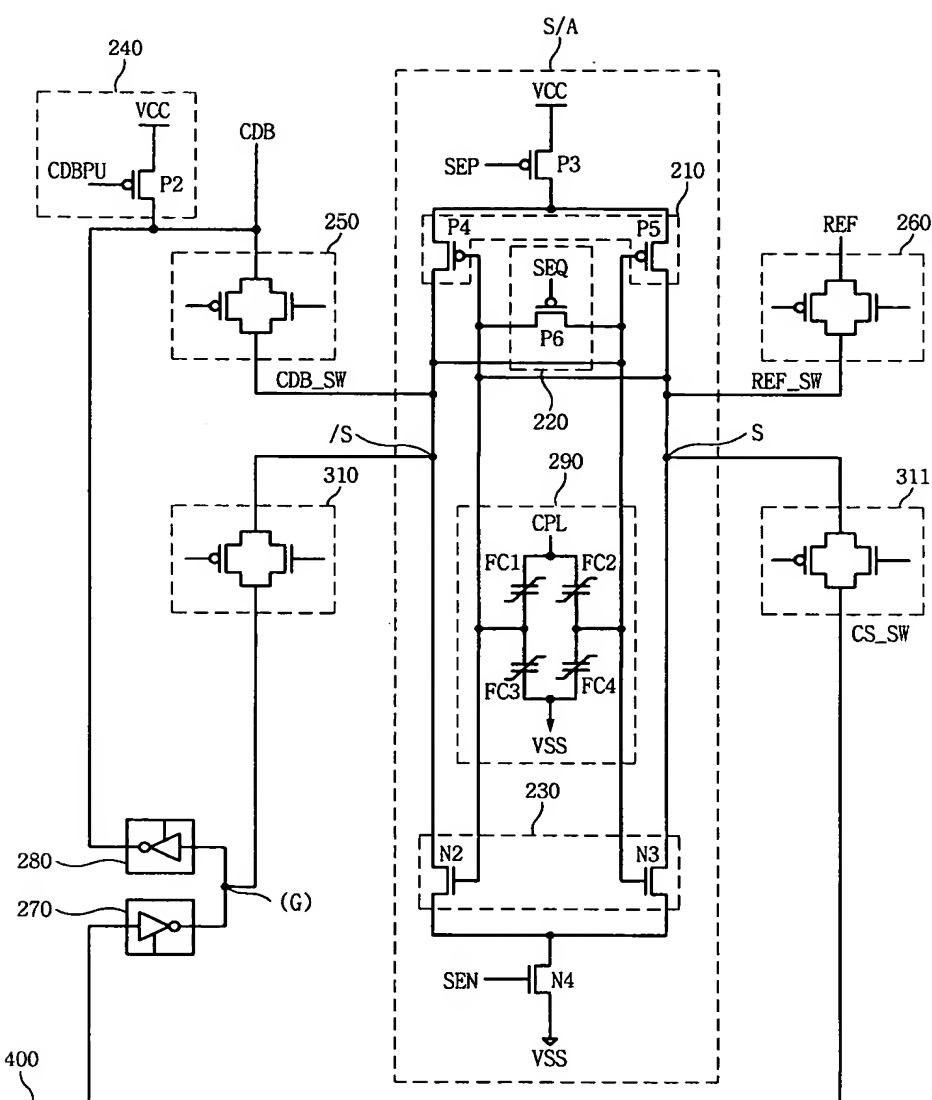 S/A
240
VCC
CDB
VCC
CDBPU
P2
SEP
P3
210
250
P4
P5
REF
260
SEQ
P6
CDB_SW
REF_SW
220
/S
S
310
290
311
CPL
FC1
FC2
CS_SW
FC3
FC4
VSS
230
280
N2
N3
270
(G)
SEN
N4
VSS
400